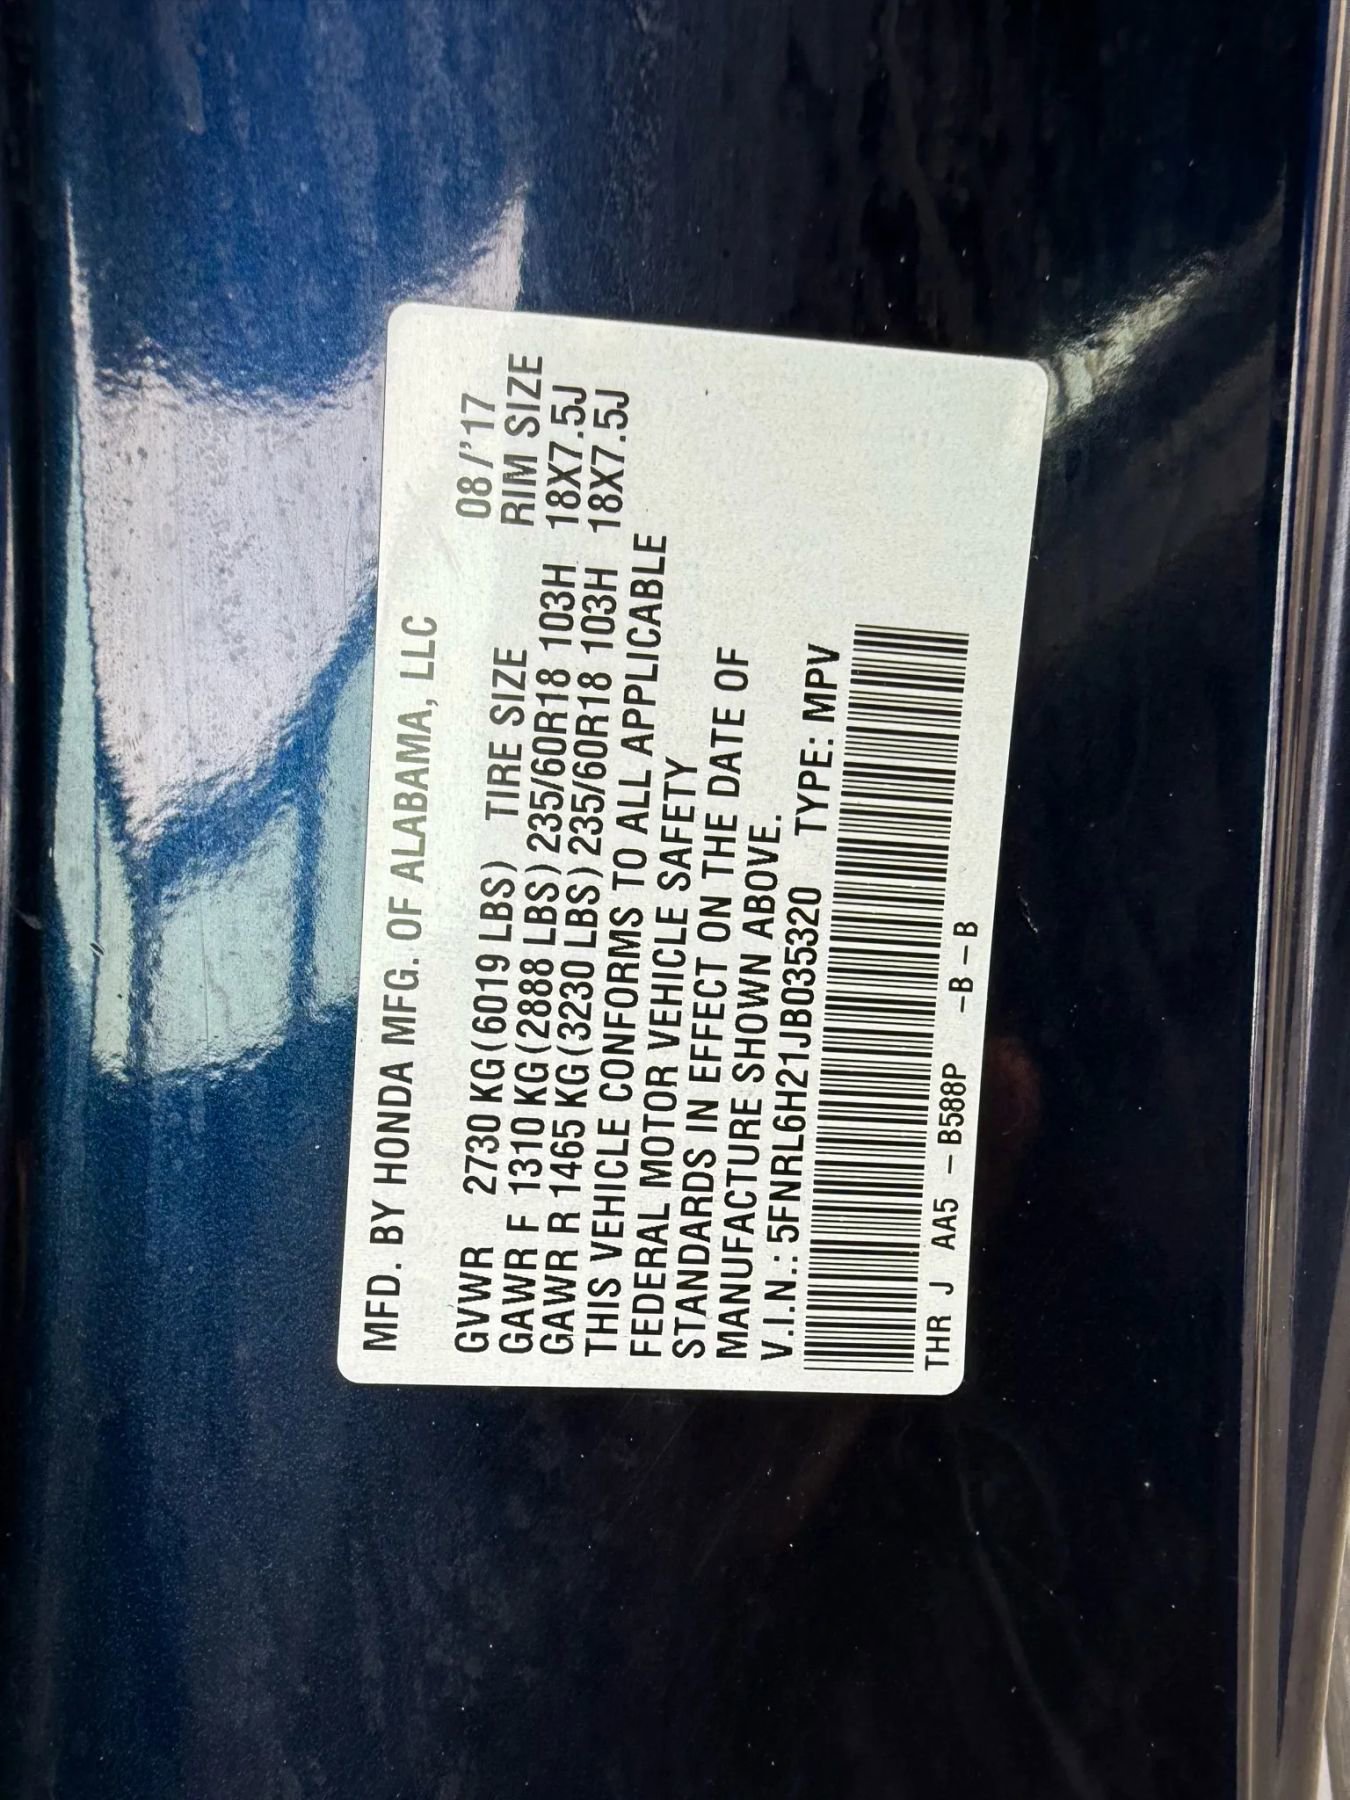 MFD. BY HONDA MFG. OF ALABAMA, LLC
08/'17
GVWR 2730 KG(6019 LBS) TIRE SIZE RIM SIZE
GAWR F 1310 KG(2888 LBS) 235/60R18 103H 18X7.5J
GAWR R 1465 KG(3230 LBS) 235/60R18 103H 18X7.5J
THIS VEHICLE CONFORMS TO ALL APPLICABLE
FEDERAL MOTOR VEHICLE SAFETY
STANDARDS IN EFFECT ON THE DATE OF
MANUFACTURE SHOWN ABOVE.
V.I.N.: 5FNRL6H21JB035320 TYPE: MPV
THR J AA5 – B588P –B–B